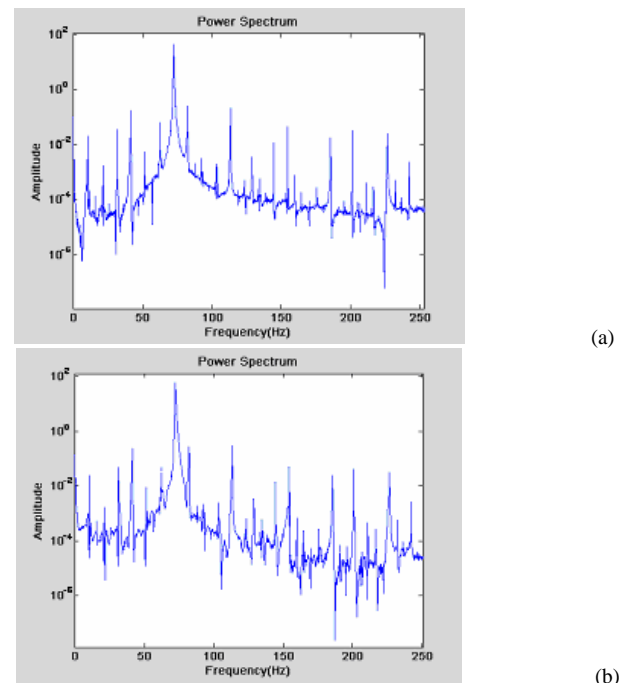 Power Spectrum
10^2
10^0
10^-2
10^-4
10^-6
Amplitude
0 50 100 150 200 250
Frequency(Hz)
(a)
Power Spectrum
10^2
10^0
10^-2
10^-4
10^-6
Amplitude
0 50 100 150 200 250
Frequency(Hz)
(b)